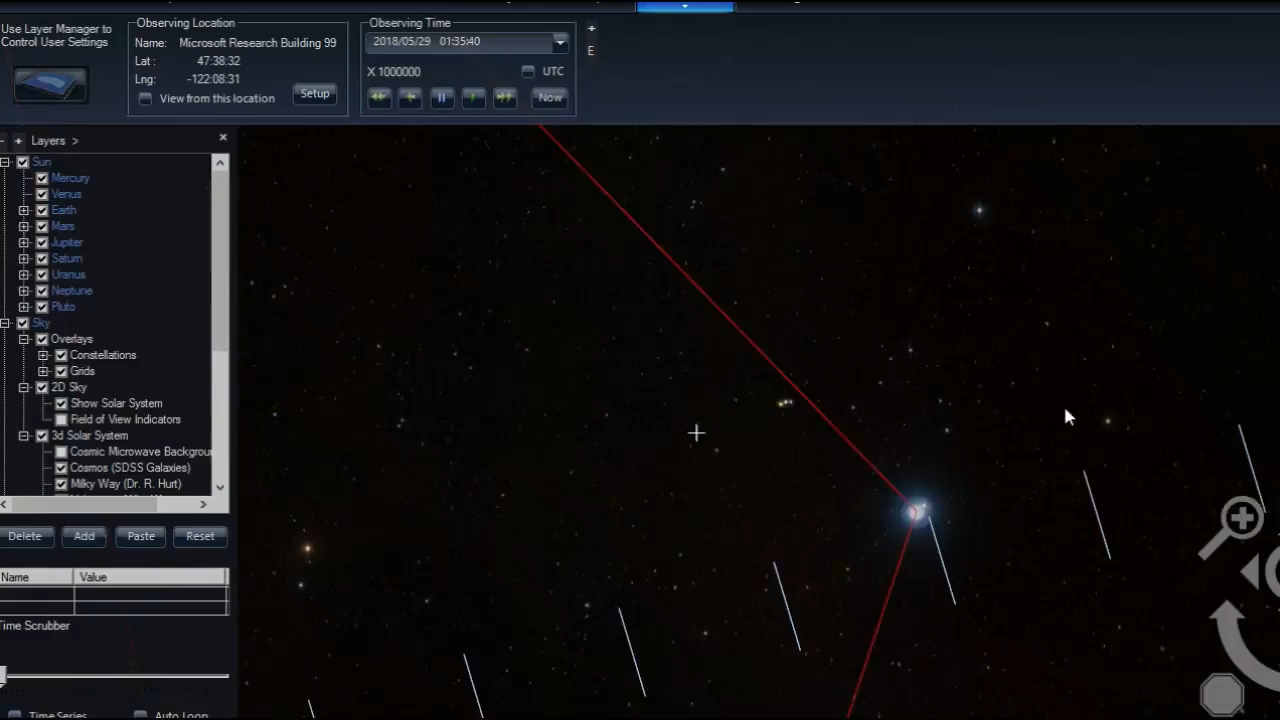 Use Layer Manager to
Control User Settings
Observing Location
Name: Microsoft Research Building 99
Lat : 47:38:32
Lng: -122:08:31
View from this location
Setup
Observing Time
2018/05/29 01:35:40
X 1000000
UTC
Now
E
Layers >
Sun
Mercury
Venus
Earth
Mars
Jupiter
Saturn
Uranus
Neptune
Pluto
Sky
Overlays
Constellations
Grids
2D Sky
Show Solar System
Field of View Indicators
3d Solar System
Cosmic Microwave Backgrou
Cosmos (SDSS Galaxies)
Milky Way (Dr. R. Hurt)
Delete Add Paste Reset
Name Value
Time Scrubber
Time Series Auto Loop